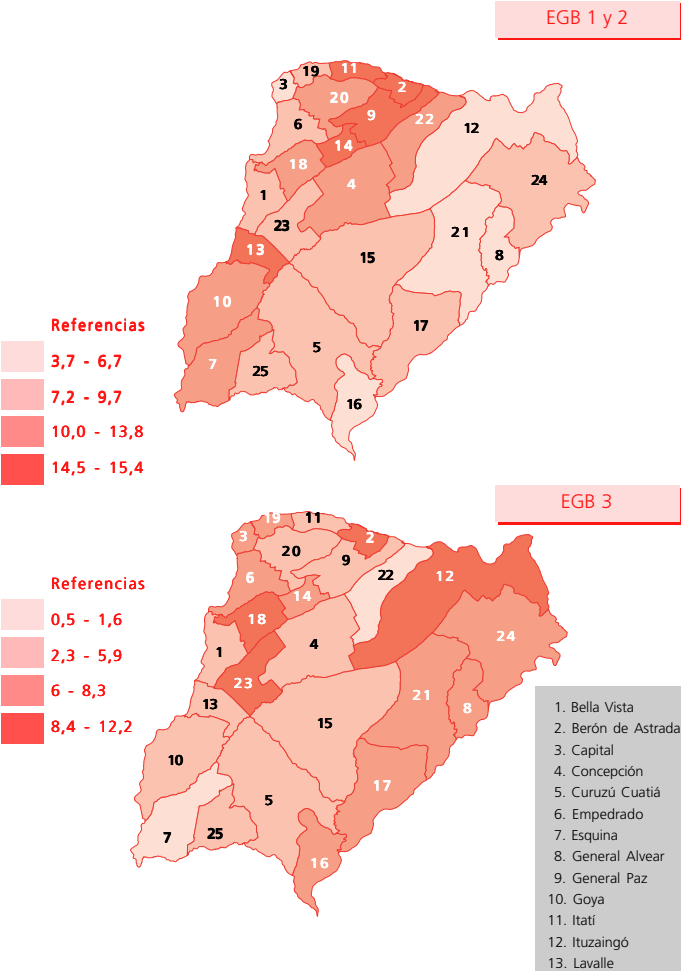 EGB 1 y 2
19
11
3
2
20
9
22
6
12
14
18
4
24
1
23
21
13
15
8
10
17
5
7
25
16
Referencias
3,7 - 6,7
7,2 - 9,7
10,0 - 13,8
14,5 - 15,4
EGB 3
19
11
3
2
20
9
22
6
12
14
18
24
4
1
23
21
13
8
15
10
17
5
7
25
16
Referencias
0,5 - 1,6
2,3 - 5,9
6 - 8,3
8,4 - 12,2
1. Bella Vista
2. Berón de Astrada
3. Capital
4. Concepción
5. Curuzú Cuatiá
6. Empedrado
7. Esquina
8. General Alvear
9. General Paz
10. Goya
11. Itatí
12. Ituzaingó
13. Lavalle